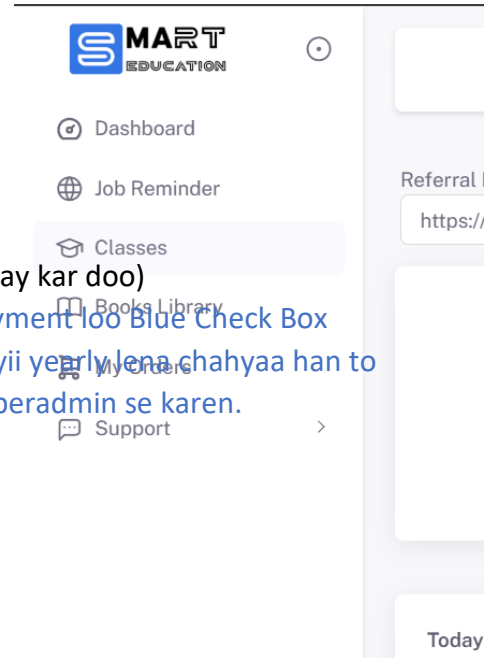 SMART
EDUCATION
Dashboard
Job Reminder
Referral
https://
Classes
ay kar doo)
Books Library
yment loo Blue Check Box
yii yearly lena chahyaa han to
My Orders
peradmin se karen.
Support
Today